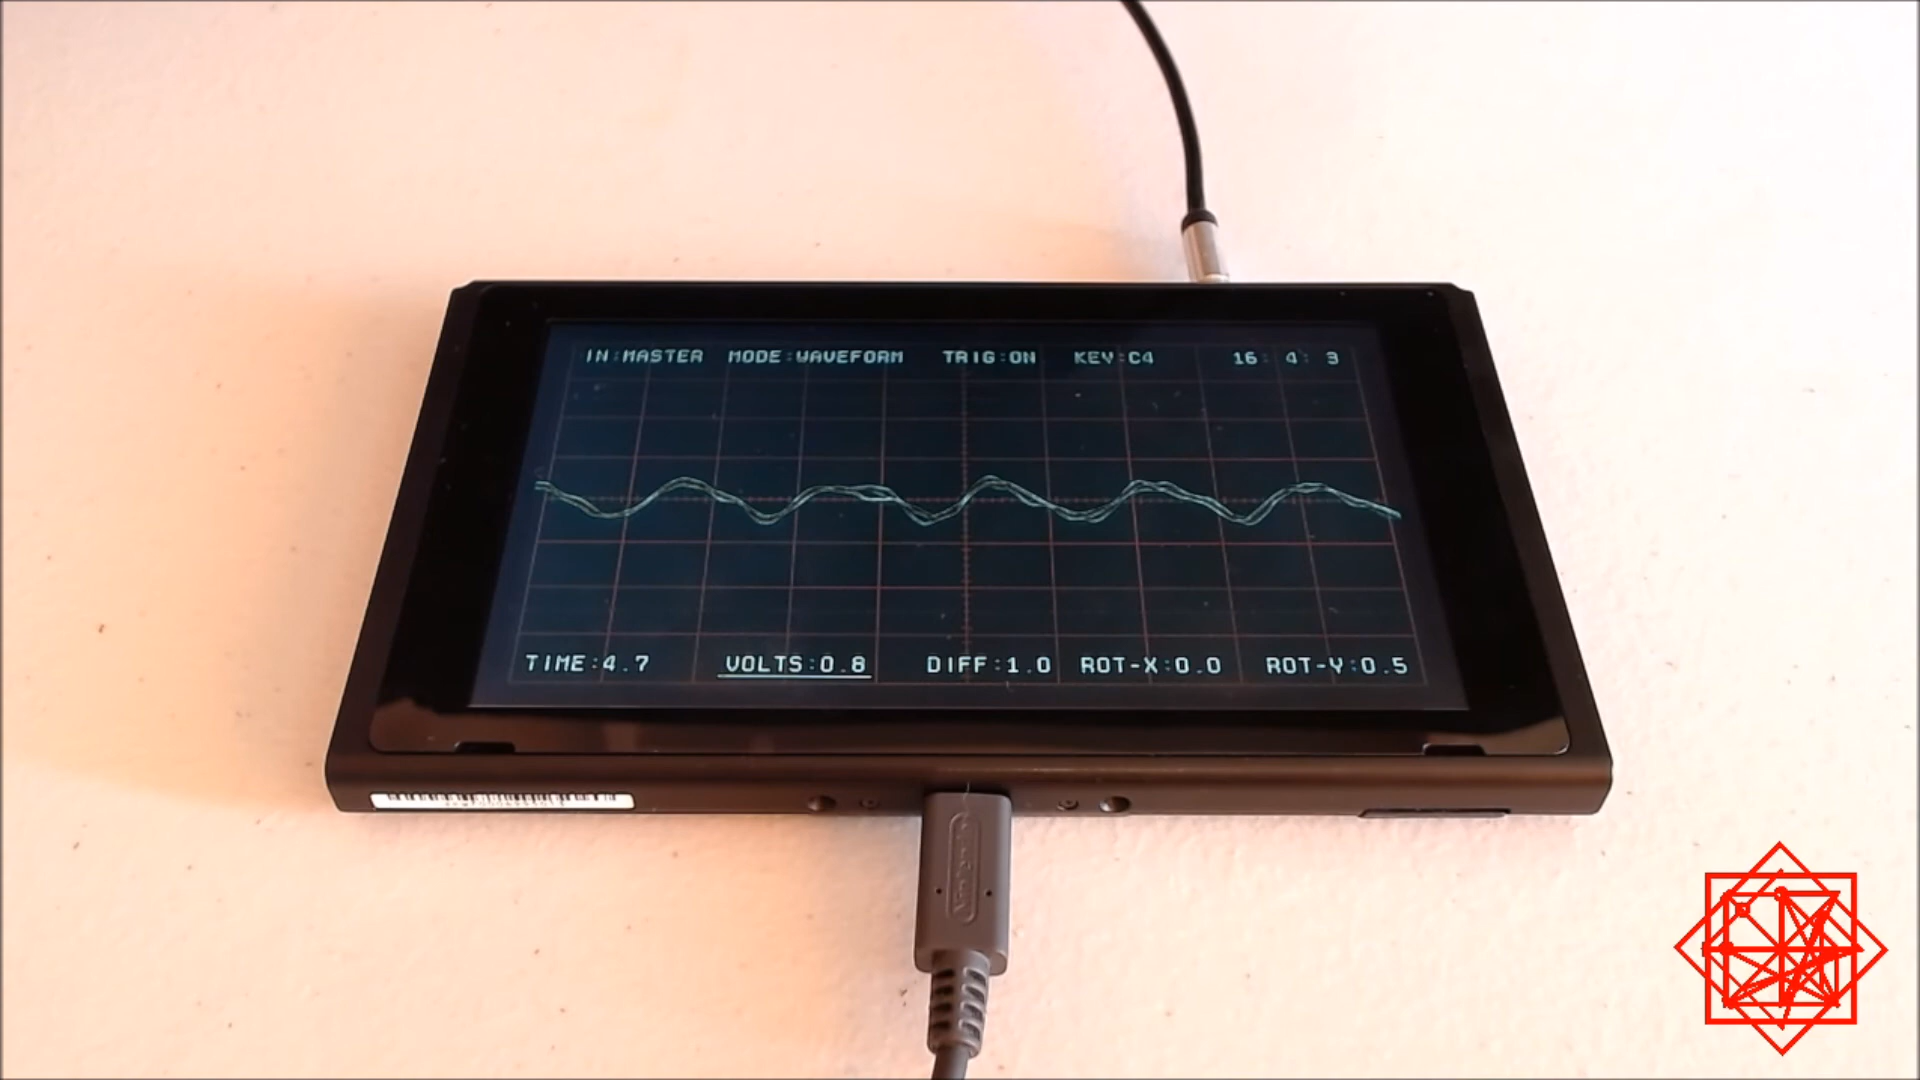 IN:MASTER MODE:WAVEFORM TRIG:ON KEY:C4 16: 4: 3
TIME:4.7 VOLTS:0.8 DIFF:1.0 ROT-X:0.0 ROT-Y:0.5
Nintendo